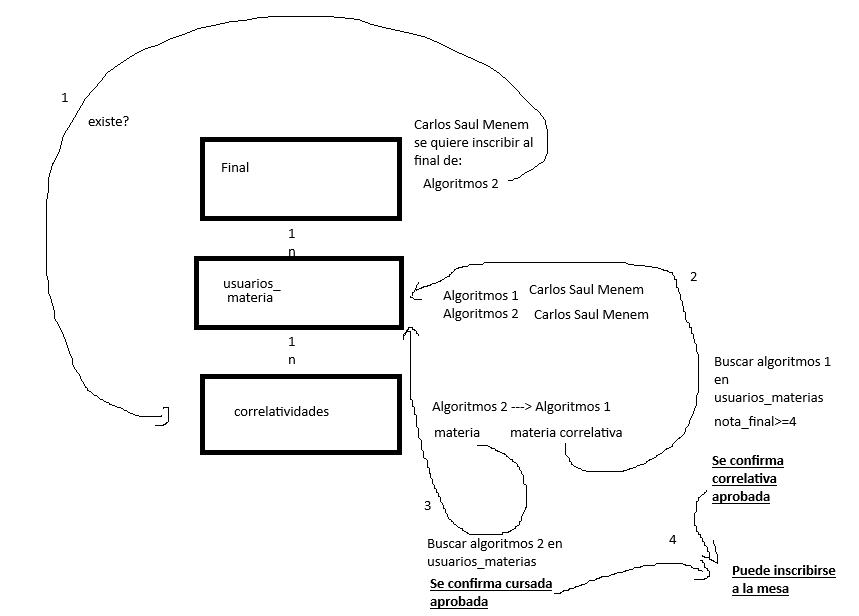 1
existe?
Carlos Saul Menem
se quiere inscribir al
final de:
Algoritmos 2
Final
1
n
usuarios_
materia
Algoritmos 1 Carlos Saul Menem
Algoritmos 2 Carlos Saul Menem
2
1
n
Buscar algoritmos 1
en
usuarios_materias
nota_final>=4
correlatividades
Algoritmos 2 ---> Algoritmos 1
materia materia correlativa
Se confirma
correlativa
aprobada
3
Buscar algoritmos 2 en
usuarios_materias
Se confirma cursada
aprobada
4
Puede inscribirse
a la mesa